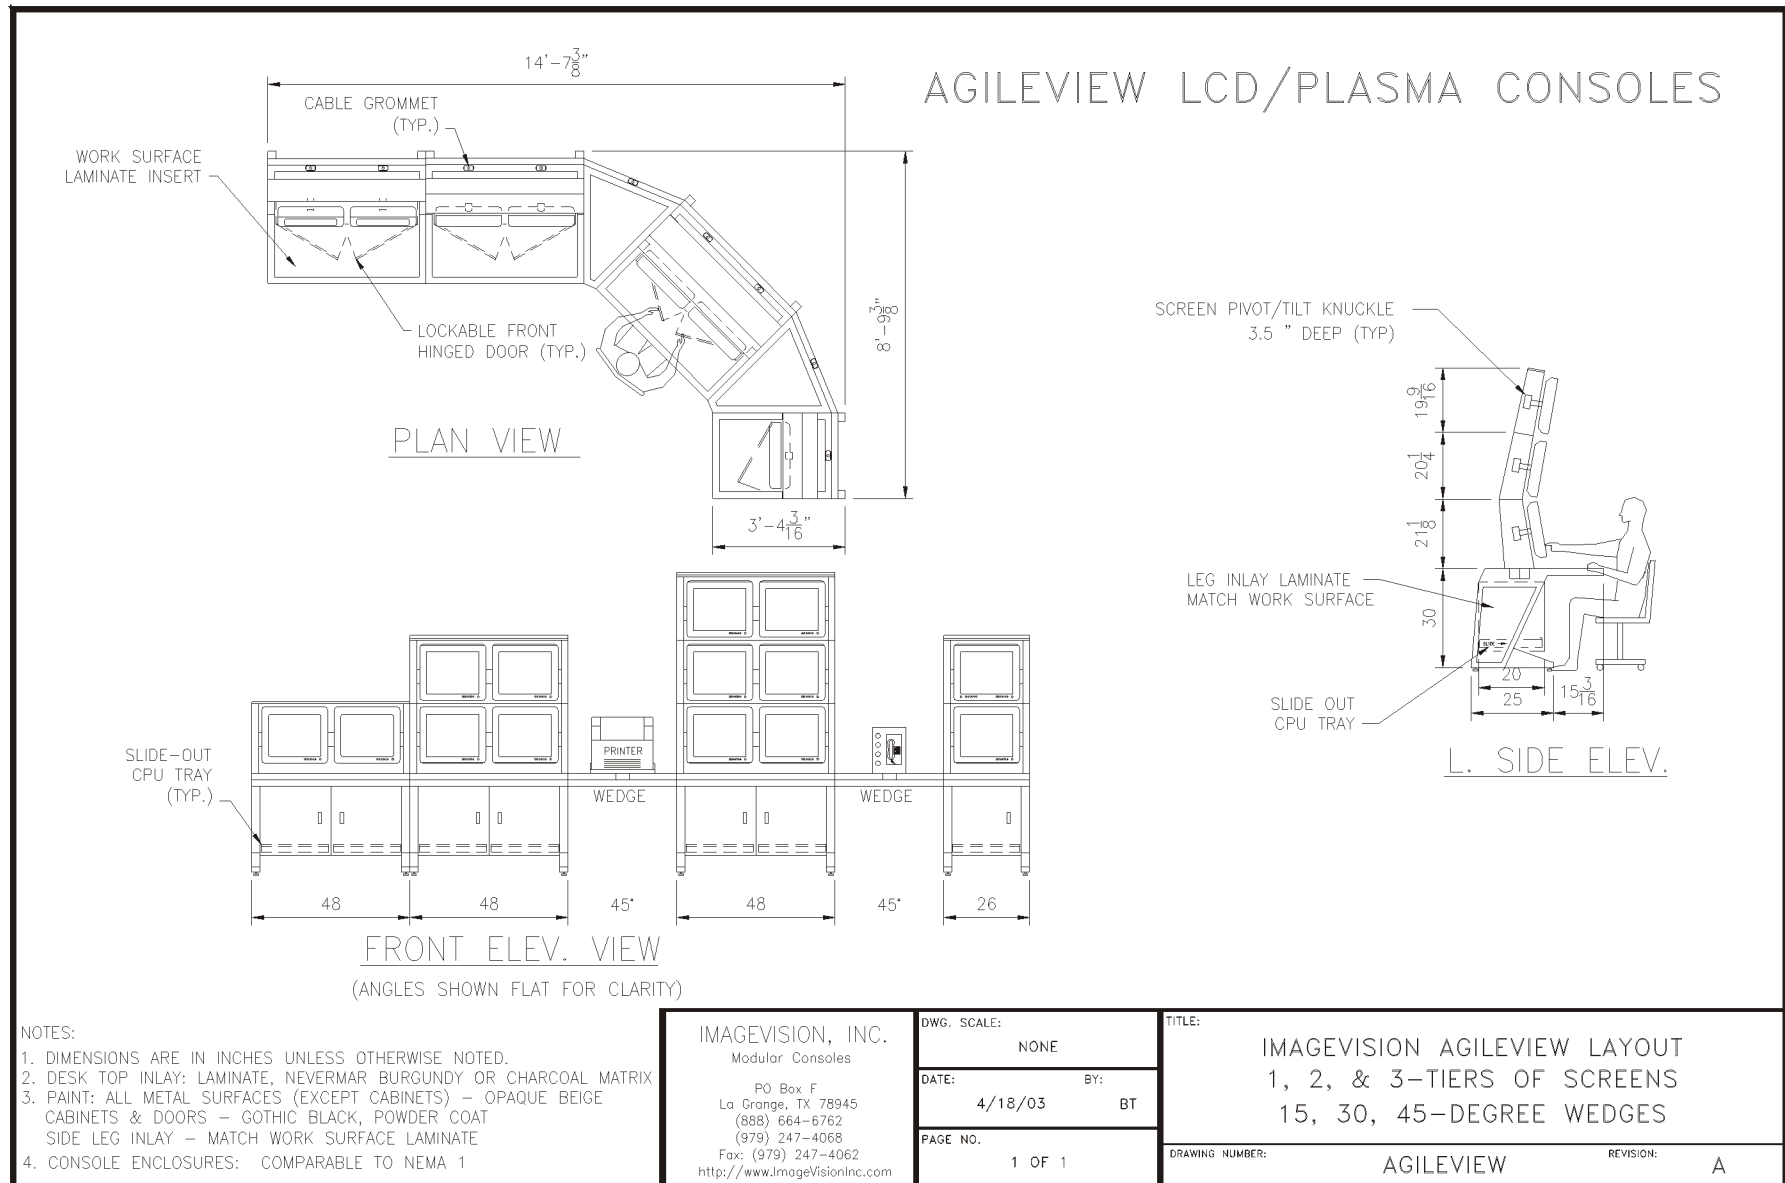 AGILEVIEW LCD/PLASMA CONSOLES
14'-7 3/8"
CABLE GROMMET
(TYP.)
WORK SURFACE
LAMINATE INSERT
LOCKABLE FRONT
HINGED DOOR (TYP.)
8'-9 3/8"
PLAN VIEW
3'-4 3/16"
SCREEN PIVOT/TILT KNUCKLE
3.5 " DEEP (TYP)
19 9/16
20 1/4
21 1/8
30
LEG INLAY LAMINATE
MATCH WORK SURFACE
SLIDE
20
25
15 3/16
SLIDE OUT
CPU TRAY
L. SIDE ELEV.
SLIDE-OUT
CPU TRAY
(TYP.)
PRINTER
WEDGE
WEDGE
48
48
45°
48
45°
26
FRONT ELEV. VIEW
(ANGLES SHOWN FLAT FOR CLARITY)
NOTES:
1. DIMENSIONS ARE IN INCHES UNLESS OTHERWISE NOTED.
2. DESK TOP INLAY: LAMINATE, NEVERMAR BURGUNDY OR CHARCOAL MATRIX
3. PAINT: ALL METAL SURFACES (EXCEPT CABINETS) – OPAQUE BEIGE
CABINETS & DOORS – GOTHIC BLACK, POWDER COAT
SIDE LEG INLAY – MATCH WORK SURFACE LAMINATE
4. CONSOLE ENCLOSURES: COMPARABLE TO NEMA 1
IMAGEVISION, INC.
Modular Consoles
PO Box F
La Grange, TX 78945
(888) 664-6762
(979) 247-4068
Fax: (979) 247-4062
http://www.ImageVisionInc.com
DWG. SCALE:
NONE
DATE: BY:
4/18/03 BT
PAGE NO.
1 OF 1
TITLE:
IMAGEVISION AGILEVIEW LAYOUT
1, 2, & 3-TIERS OF SCREENS
15, 30, 45-DEGREE WEDGES
DRAWING NUMBER: AGILEVIEW REVISION: A